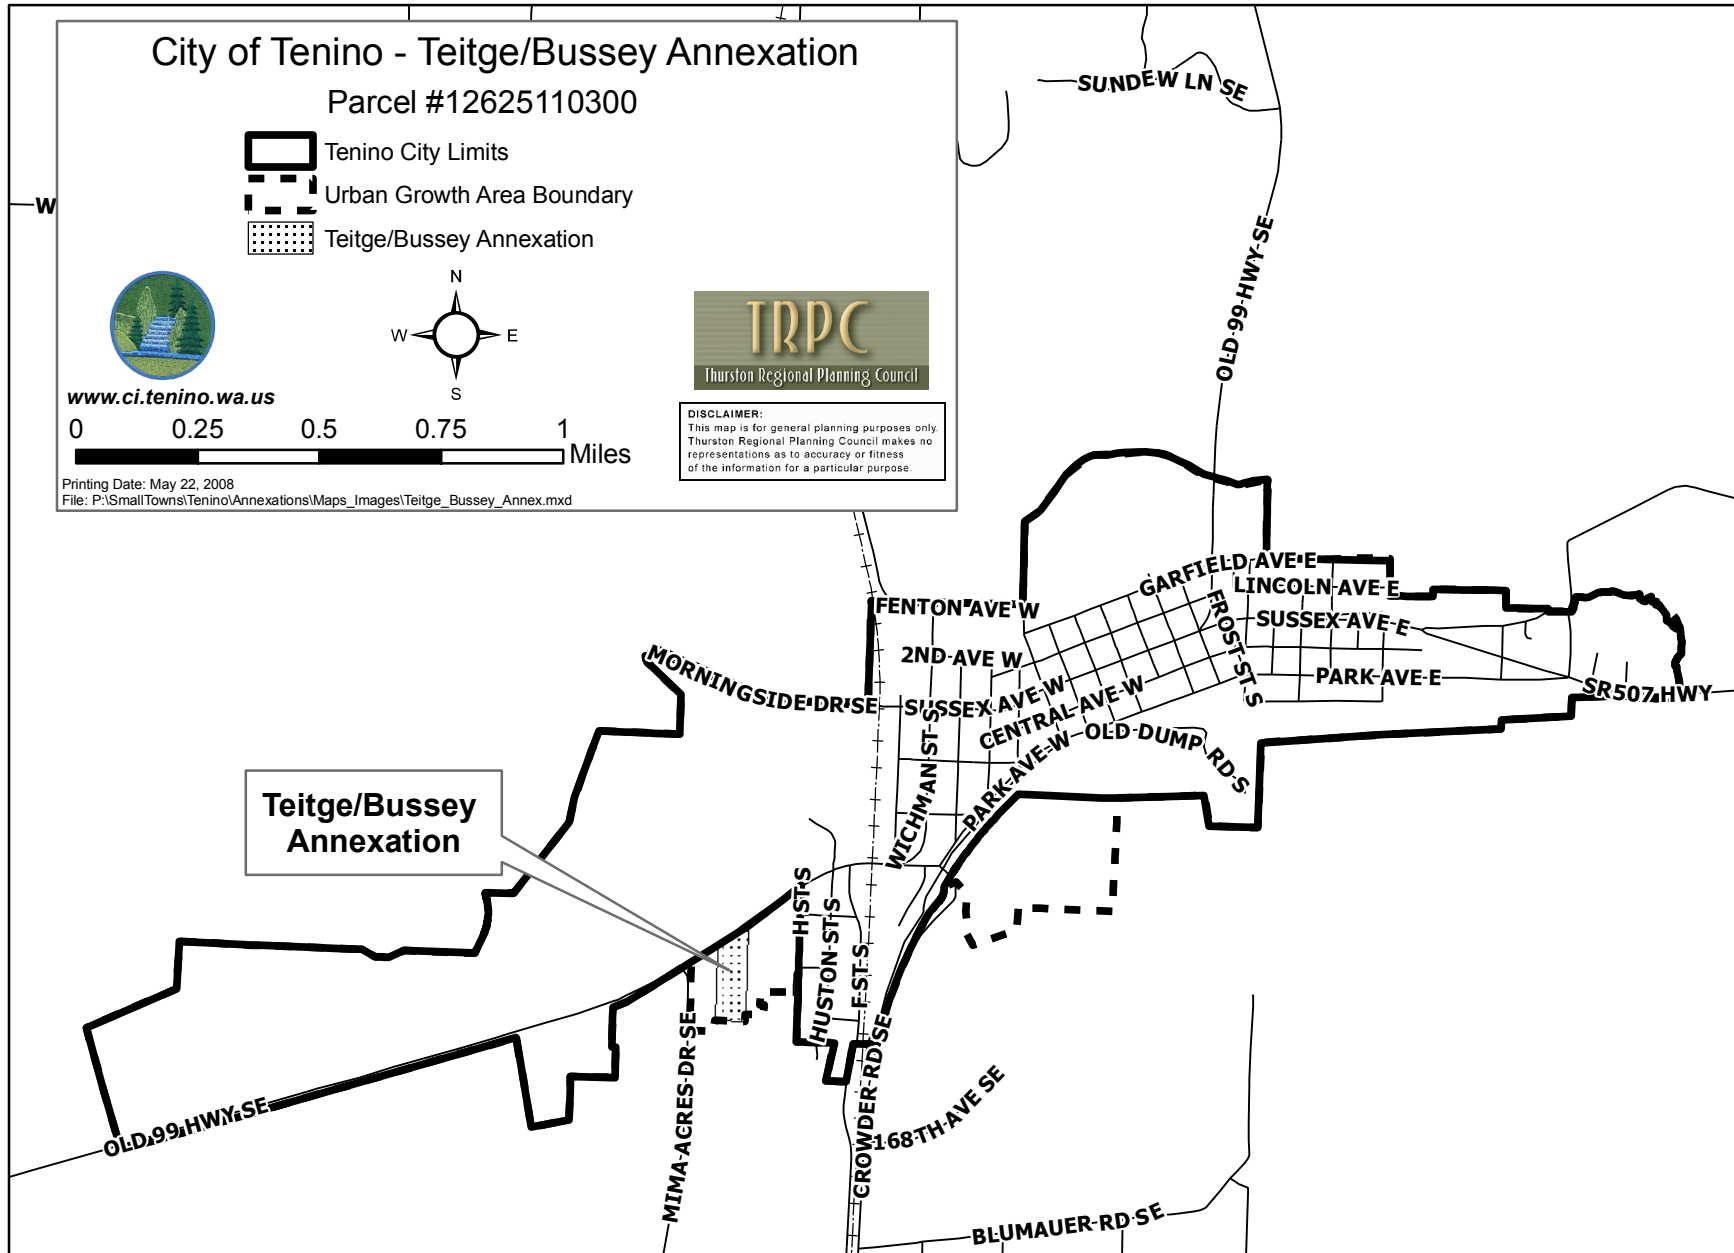 City of Tenino - Teitge/Bussey Annexation
Parcel #12625110300
Tenino City Limits
Urban Growth Area Boundary
Teitge/Bussey Annexation
N
W E
S
www.ci.tenino.wa.us
TRPC
Thurston Regional Planning Council
DISCLAIMER:
This map is for general planning purposes only.
Thurston Regional Planning Council makes no
representations as to accuracy or fitness
of the information for a particular purpose.
0 0.25 0.5 0.75 1
Miles
Printing Date: May 22, 2008
File: P:\SmallTowns\Tenino\Annexations\Maps_Images\Teitge_Bussey_Annex.mxd
W
SUNDEW LN SE
OLD 99 HWY SE
GARFIELD AVE E
LINCOLN AVE E
FENTON AVE W
FROST ST S
SUSSEX AVE E
2ND AVE W
MORNINGSIDE DR SE
PARK AVE E
SR507 HWY
SUSSEX AVE W
CENTRAL AVE W
WICHMAN ST S
PARK AVE W
OLD DUMP RD S
Teitge/Bussey
Annexation
H ST S
HUSTON ST S
F ST S
MIMA ACRES DR SE
CROWDER RD SE
OLD 99 HWY SE
168TH AVE SE
BLUMAUER RD SE